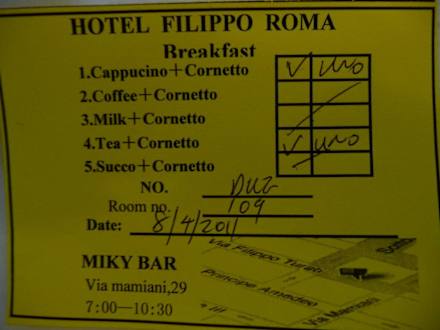 HOTEL FILIPPO ROMA
Breakfast
1.Cappucino+Cornetto V uno
2.Coffee+Cornetto
3.Milk+Cornetto
4.Tea+Cornetto V uno
5.Succo+Cornetto
NO. DUE
Room no. 109
Date: 8/4/2011
MIKY BAR
Via mamiani,29
7:00—10:30
Via Filippo Turati
Principe Amedeo
Via Mamiani